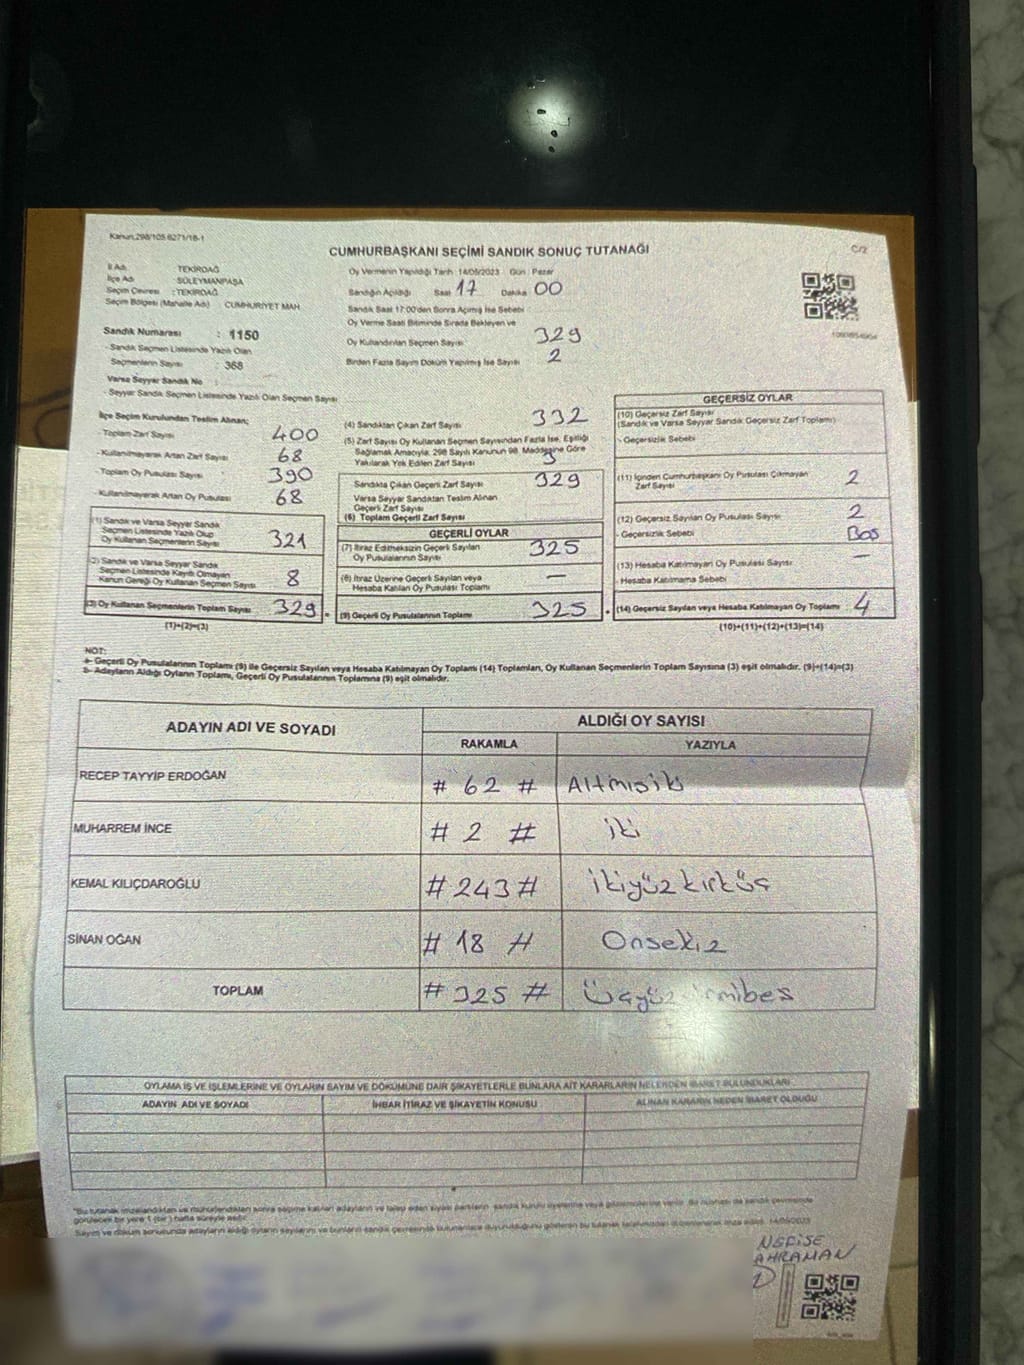 Kanun.298/105 6271/16-1
C/2
CUMHURBAŞKANI SEÇİMİ SANDIK SONUÇ TUTANAĞI
İl Adı TEKİRDAĞ
İlçe Adı SÜLEYMANPAŞA
Seçim Çevresi : TEKİRDAĞ
Seçim Bölgesi (Mahalle Adı) CUMHURİYET MAH
Sandık Numarası : 1150
- Sandık Seçmen Listesinde Yazılı Olan
Seçmenlerin Sayısı : 368
Varsa Seyyar Sandık No :
- Seyyar Sandık Seçmen Listesinde Yazılı Olan Seçmen Sayısı
Oy Vermenin Yapıldığı Tarih 14/05/2023 Gün : Pazar
Sandığın Açıldığı Saat 17 Dakika 00
Sandık Saat 17:00'den Sonra Açılmış İse Sebebi
Oy Verme Saati Bitiminde Sırada Bekleyen ve
Oy Kullandırılan Seçmen Sayısı 329
Birden Fazla Sayım Döküm Yapılmış İse Sayısı 2
İlçe Seçim Kurulundan Teslim Alınan;
- Toplam Zarf Sayısı 400
- Kullanılmayarak Artan Zarf Sayısı 68
- Toplam Oy Pusulası Sayısı 390
- Kullanılmayarak Artan Oy Pusulası 68
(1) Sandık ve Varsa Seyyar Sandık
Seçmen Listesinde Yazılı Olup
Oy Kullanan Seçmenlerin Sayısı 321
(2) Sandık ve Varsa Seyyar Sandık
Seçmen Listesinde Kayıtlı Olmayan
Kanun Gereği Oy Kullanan Seçmen Sayısı 8
(3) Oy Kullanan Seçmenlerin Toplam Sayısı 329
(1)+(2)=(3)
(4) Sandıktan Çıkan Zarf Sayısı 332
(5) Zarf Sayısı Oy Kullanan Seçmen Sayısından Fazla İse, Eşitliği
Sağlamak Amacıyla; 298 Sayılı Kanunun 98. Maddesine Göre
Yakılarak Yok Edilen Zarf Sayısı 3
Sandıkta Çıkan Geçerli Zarf Sayısı 329
Varsa Seyyar Sandıktan Teslim Alınan
Geçerli Zarf Sayısı
(6) Toplam Geçerli Zarf Sayısı
GEÇERLİ OYLAR
(7) İtiraz Edilmeksizin Geçerli Sayılan
Oy Pusulalarının Sayısı 325
(8) İtiraz Üzerine Geçerli Sayılan veya
Hesaba Katılan Oy Pusulası Toplamı —
(9) Geçerli Oy Pusulalarının Toplamı 325
GEÇERSİZ OYLAR
(10) Geçersiz Zarf Sayısı
(Sandık ve Varsa Seyyar Sandık Geçersiz Zarf Toplamı)
- Geçersizlik Sebebi
(11) İçinden Cumhurbaşkanı Oy Pusulası Çıkmayan
Zarf Sayısı 2
(12) Geçersiz Sayılan Oy Pusulası Sayısı 2
- Geçersizlik Sebebi Boş
(13) Hesaba Katılmayan Oy Pusulası Sayısı —
- Hesaba Katılmama Sebebi
(14) Geçersiz Sayılan veya Hesaba Katılmayan Oy Toplamı 4
(10)+(11)+(12)+(13)=(14)
NOT:
a- Geçerli Oy Pusulalarının Toplamı (9) ile Geçersiz Sayılan veya Hesaba Katılmayan Oy Toplamı (14) Toplamları, Oy Kullanan Seçmenlerin Toplam Sayısına (3) eşit olmalıdır. (9)+(14)=(3)
b- Adayların Aldığı Oyların Toplamı, Geçerli Oy Pusulalarının Toplamına (9) eşit olmalıdır.
ADAYIN ADI VE SOYADI ALDIĞI OY SAYISI
RAKAMLA YAZIYLA
RECEP TAYYİP ERDOĞAN # 62 # Altmışiki
MUHARREM İNCE # 2 # iki
KEMAL KILIÇDAROĞLU # 243 # ikiyüzkırküç
SİNAN OĞAN # 18 # Onsekiz
TOPLAM # 325 #
OYLAMA İŞ VE İŞLEMLERİNE VE OYLARIN SAYIM VE DÖKÜMÜNE DAİR ŞİKAYETLERLE BUNLARA AİT KARARLARIN NELERDEN İBARET BULUNDUKLARI
ADAYIN ADI VE SOYADI İHBAR İTİRAZ VE ŞİKAYETİN KONUSU ALINAN KARARIN NEDEN İBARET OLDUĞU
NEFİSE
AHRAMAN